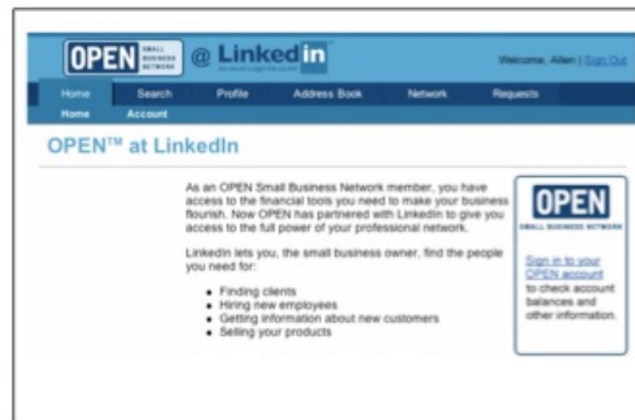 OPEN SMALL BUSINESS NETWORK @ Linkedin Welcome, Allen | Sign Out
Home Search Profile Address Book Network Requests
Home Account
OPEN™ at LinkedIn
As an OPEN Small Business Network member, you have
access to the financial tools you need to make your business
flourish. Now OPEN has partnered with LinkedIn to give you
access to the full power of your professional network.
LinkedIn lets you, the small business owner, find the people
you need for:
• Finding clients
• Hiring new employees
• Getting information about new customers
• Selling your products
OPEN
SMALL BUSINESS NETWORK
Sign in to your
OPEN account
to check account
balances and
other information.